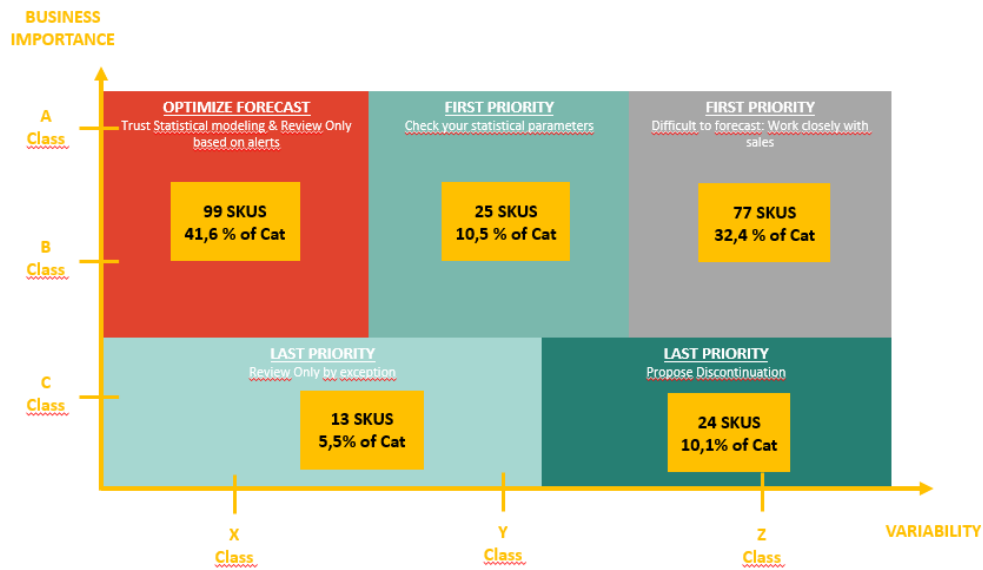 BUSINESS
IMPORTANCE
A
Class
B
Class
C
Class
OPTIMIZE FORECAST
Trust Statistical modeling & Review Only
based on alerts
99 SKUS
41,6 % of Cat
FIRST PRIORITY
Check your statistical parameters
25 SKUS
10,5 % of Cat
FIRST PRIORITY
Difficult to forecast: Work closely with
sales
77 SKUS
32,4 % of Cat
LAST PRIORITY
Review Only by exception
13 SKUS
5,5% of Cat
LAST PRIORITY
Propose Discontinuation
24 SKUS
10,1% of Cat
X
Class
Y
Class
Z
Class
VARIABILITY